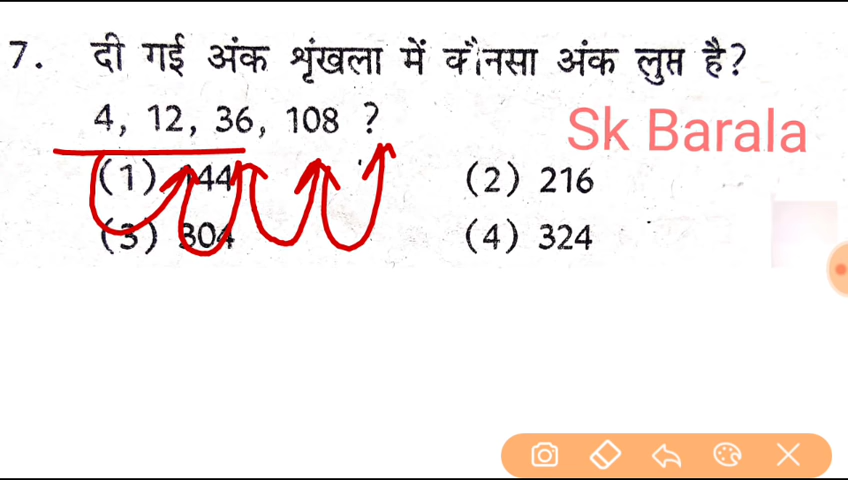 7. दी गई अंक श्रृंखला में कौनसा अंक लुप्त है?
4, 12, 36, 108 ?
Sk Barala
(1) 144 (2) 216
(3) 304 (4) 324